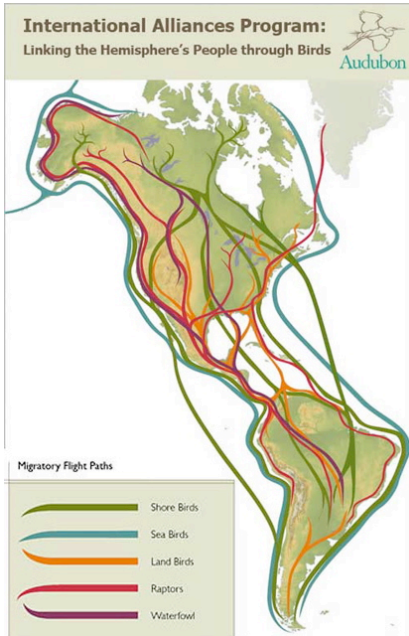 International Alliances Program:
Linking the Hemisphere's People through Birds
Audubon
Migratory Flight Paths
Shore Birds
Sea Birds
Land Birds
Raptors
Waterfowl